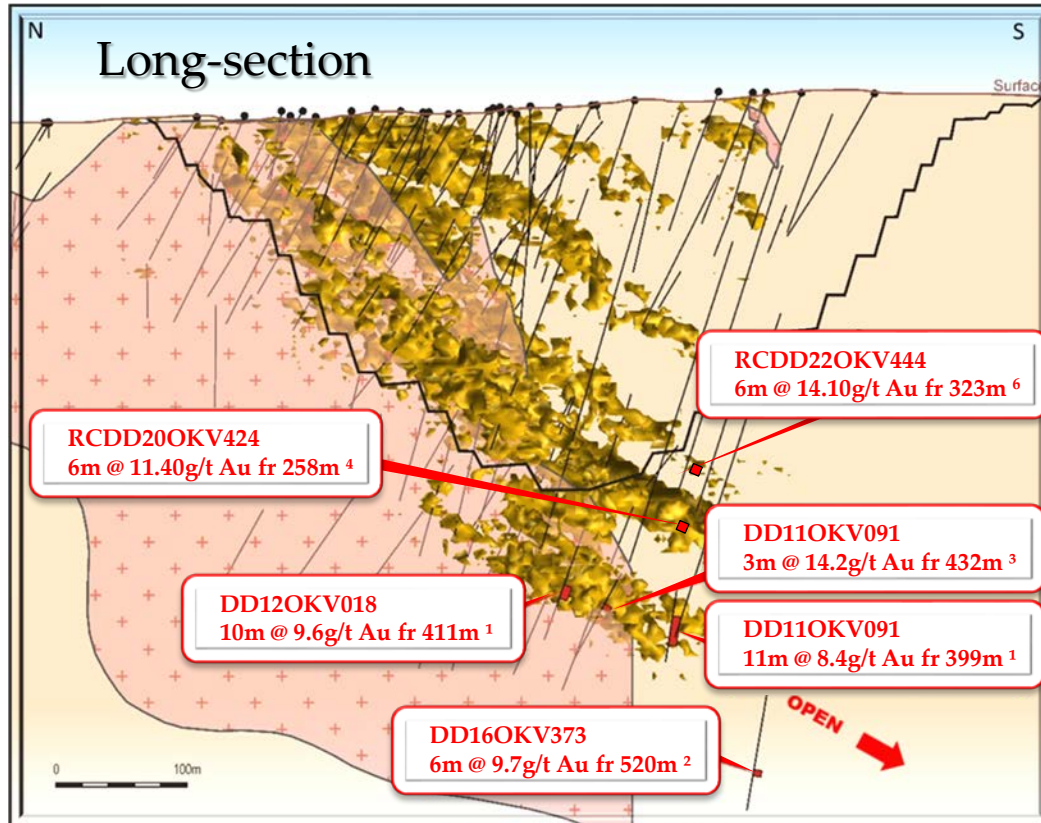 N
S
Long-section
Surface
RCDD22OKV444
6m @ 14.10g/t Au fr 323m ⁶
RCDD20OKV424
6m @ 11.40g/t Au fr 258m ⁴
DD11OKV091
3m @ 14.2g/t Au fr 432m ³
DD12OKV018
10m @ 9.6g/t Au fr 411m ¹
DD11OKV091
11m @ 8.4g/t Au fr 399m ¹
OPEN
DD16OKV373
6m @ 9.7g/t Au fr 520m ²
0
100m